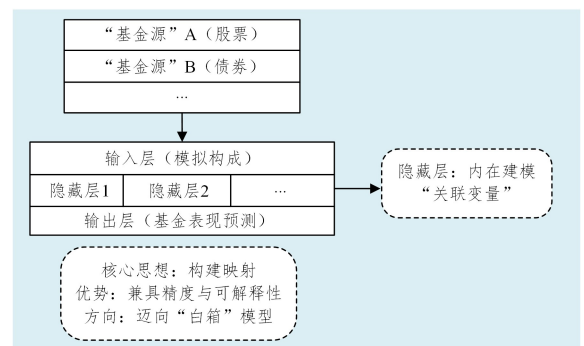 “基金源”A（股票）
“基金源”B（债券）
…
输入层（模拟构成）
隐藏层1 隐藏层2 …
输出层（基金表现预测）
隐藏层：内在建模
“关联变量”
核心思想：构建映射
优势：兼具精度与可解释性
方向：迈向“白箱”模型